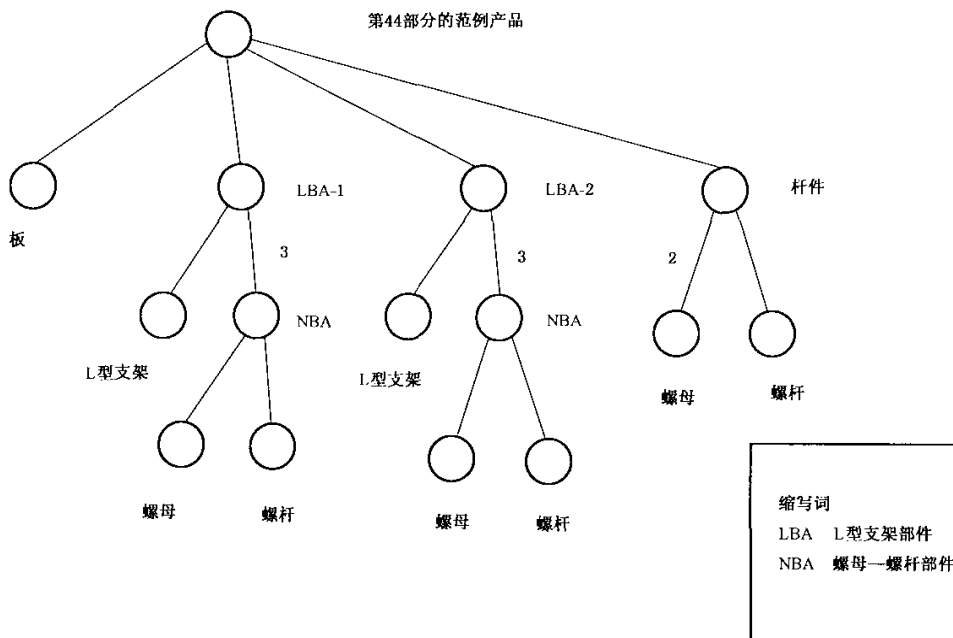 第44部分的范例产品
LBA-1
LBA-2
杆件
板
3
3
2
NBA
NBA
L型支架
L型支架
螺母
螺杆
螺母
螺杆
螺母
螺杆
缩写词
LBA L型支架部件
NBA 螺母—螺杆部件